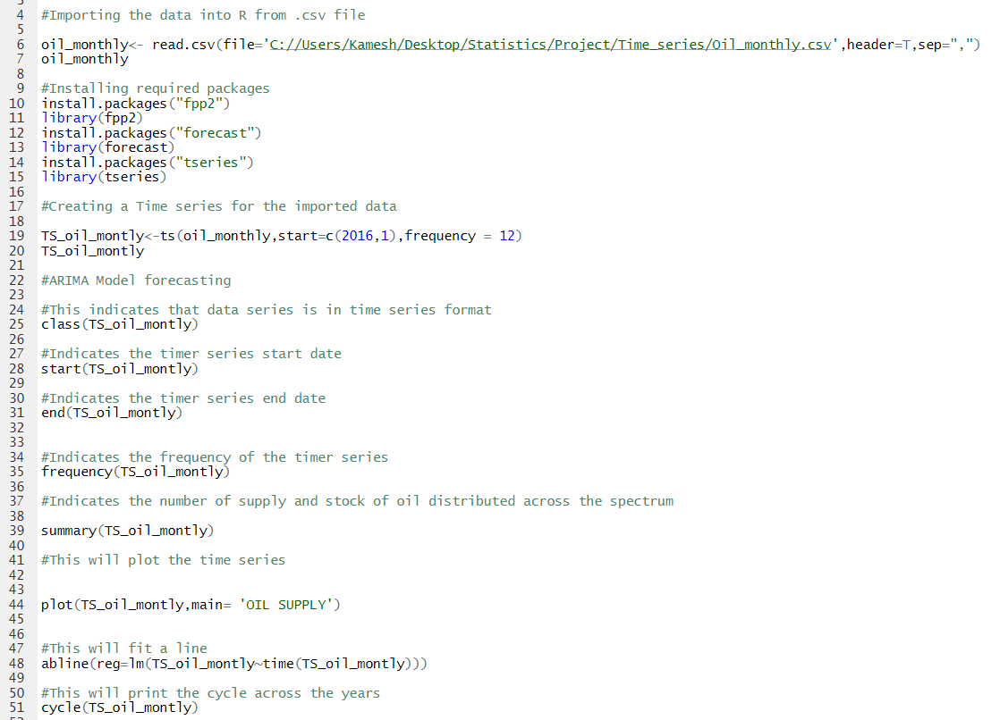 4 #Importing the data into R from .csv file
5
6 oil_monthly<- read.csv(file='C://Users/Kamesh/Desktop/Statistics/Project/Time_series/Oil_monthly.csv',header=T,sep=",")
7 oil_monthly
8
9 #Installing required packages
10 install.packages("fpp2")
11 library(fpp2)
12 install.packages("forecast")
13 library(forecast)
14 install.packages("tseries")
15 library(tseries)
16
17 #Creating a Time series for the imported data
18
19 TS_oil_montly<-ts(oil_monthly,start=c(2016,1),frequency = 12)
20 TS_oil_montly
21
22 #ARIMA Model forecasting
23
24 #This indicates that data series is in time series format
25 class(TS_oil_montly)
26
27 #Indicates the timer series start date
28 start(TS_oil_montly)
29
30 #Indicates the timer series end date
31 end(TS_oil_montly)
32
33
34 #Indicates the frequency of the timer series
35 frequency(TS_oil_montly)
36
37 #Indicates the number of supply and stock of oil distributed across the spectrum
38
39 summary(TS_oil_montly)
40
41 #This will plot the time series
42
43
44 plot(TS_oil_montly,main= 'OIL SUPPLY')
45
46
47 #This will fit a line
48 abline(reg=lm(TS_oil_montly~time(TS_oil_montly)))
49
50 #This will print the cycle across the years
51 cycle(TS_oil_montly)